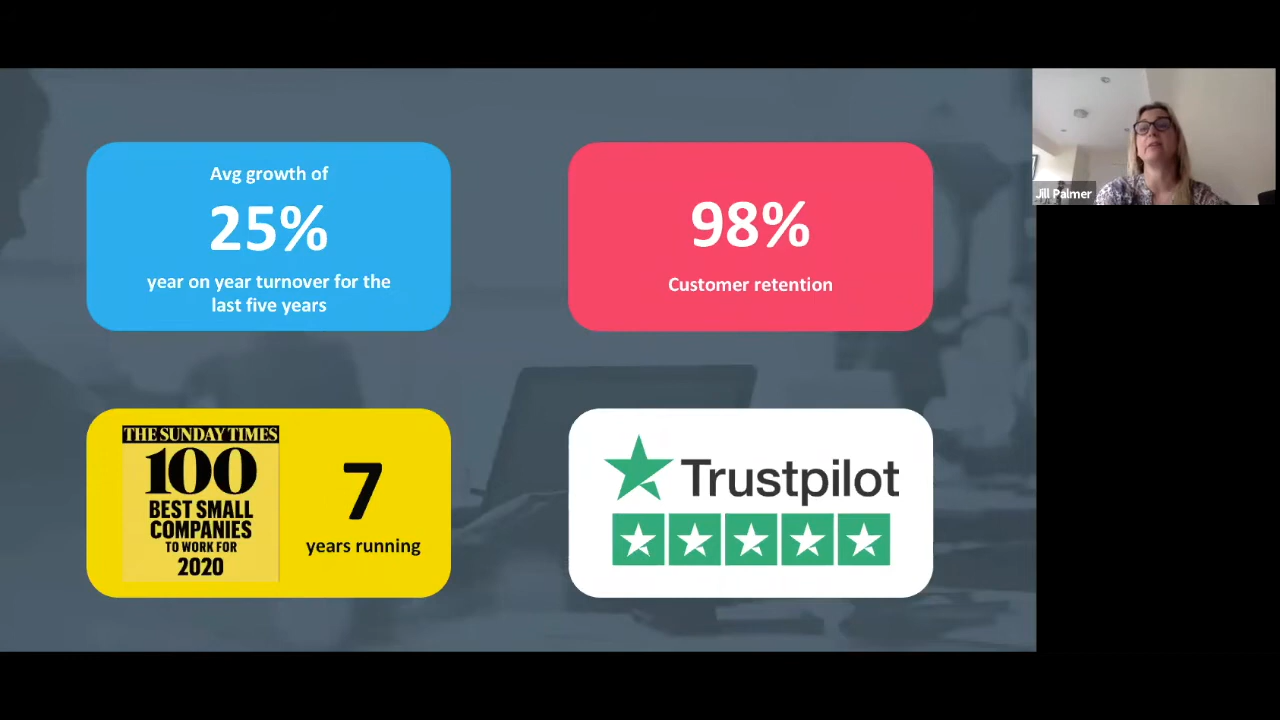 Avg growth of
25%
year on year turnover for the
last five years
98%
Customer retention
Jill Palmer
THE SUNDAY TIMES
100
BEST SMALL
COMPANIES
TO WORK FOR
2020
7
years running
Trustpilot